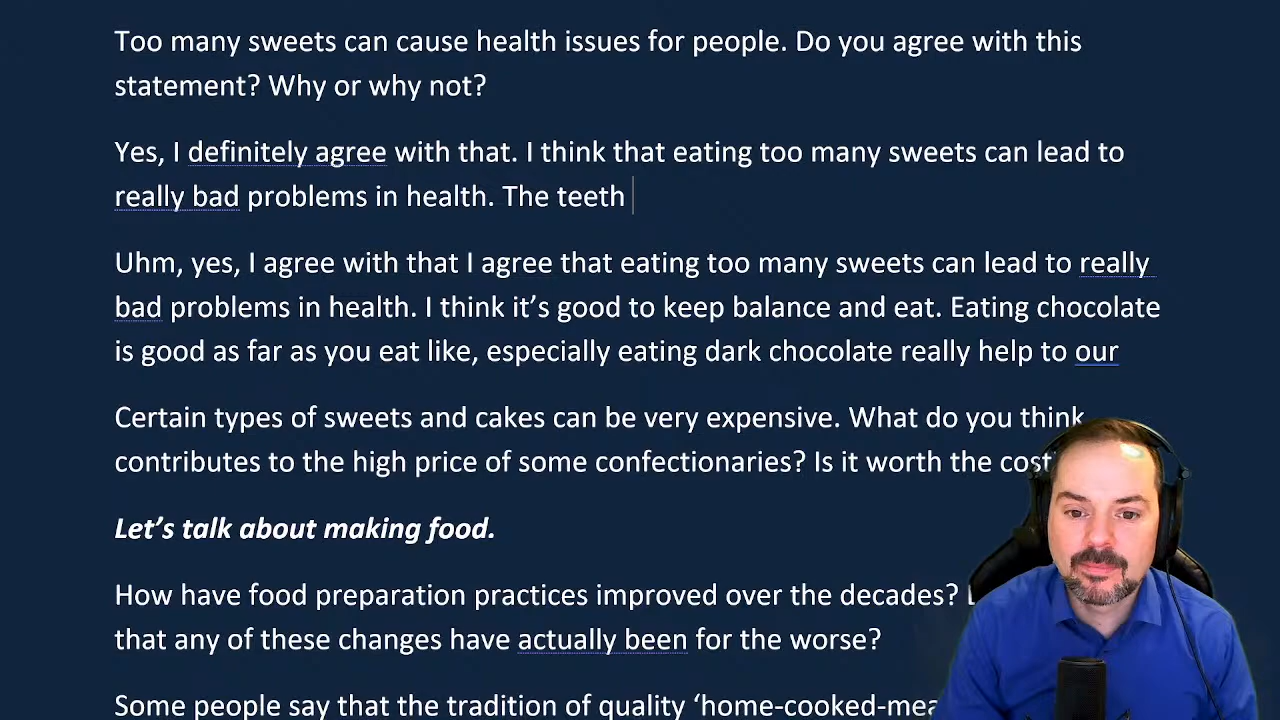 Too many sweets can cause health issues for people. Do you agree with this
statement? Why or why not?
Yes, I definitely agree with that. I think that eating too many sweets can lead to
really bad problems in health. The teeth
Uhm, yes, I agree with that I agree that eating too many sweets can lead to really
bad problems in health. I think it’s good to keep balance and eat. Eating chocolate
is good as far as you eat like, especially eating dark chocolate really help to our
Certain types of sweets and cakes can be very expensive. What do you think
contributes to the high price of some confectionaries? Is it worth the cost
Let’s talk about making food.
How have food preparation practices improved over the decades?
that any of these changes have actually been for the worse?
Some people say that the tradition of quality